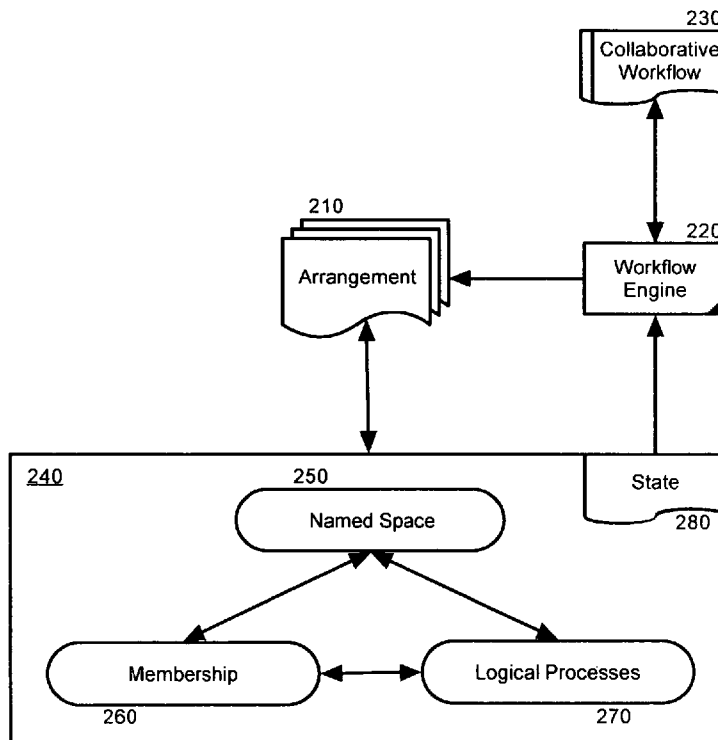 230
Collaborative
Workflow
210
220
Arrangement
Workflow
Engine
240
250
State
280
Named Space
Membership
Logical Processes
260
270